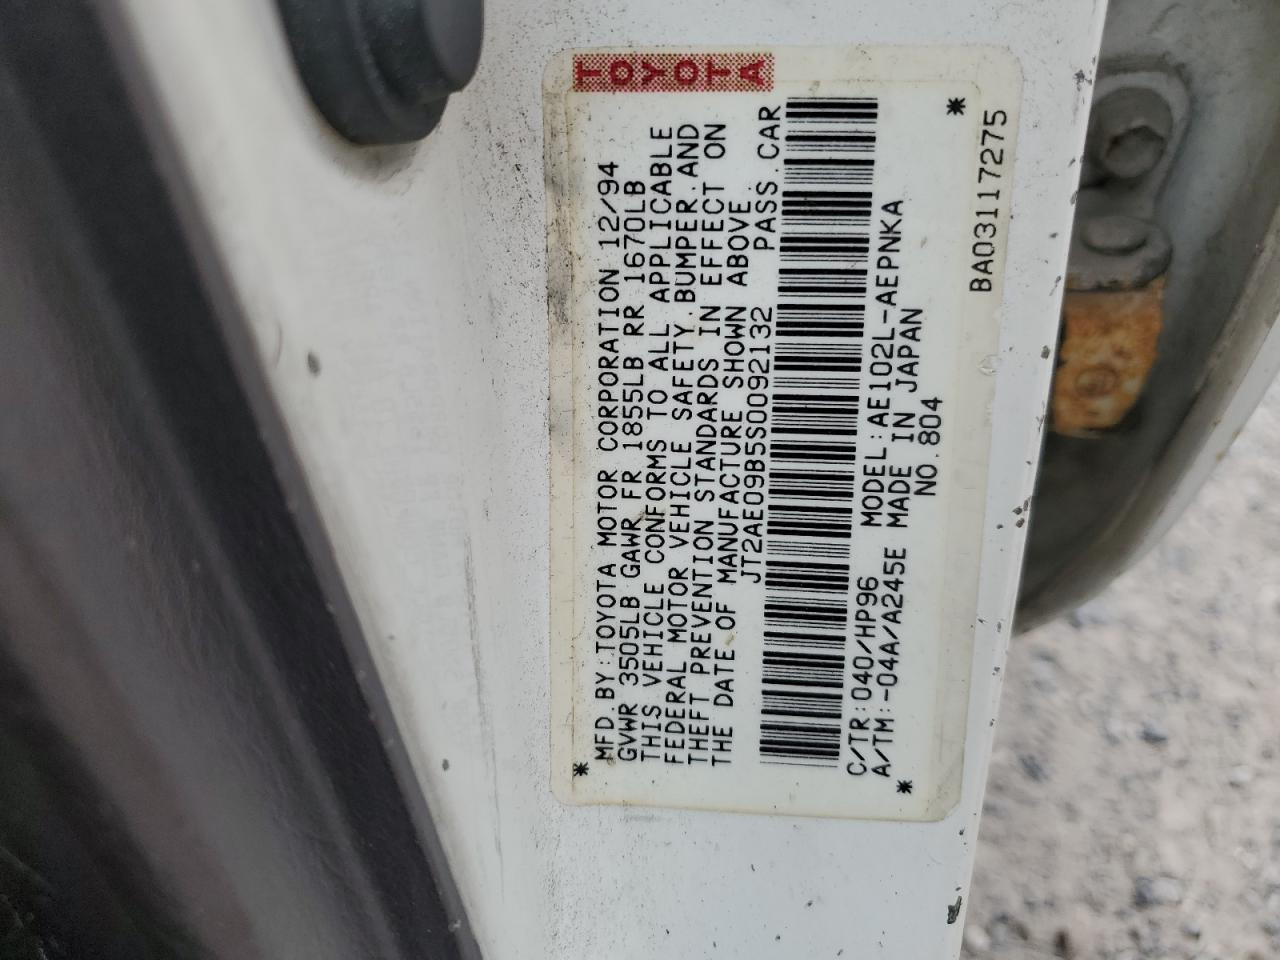 TOYOTA
* MFD. BY: TOYOTA MOTOR CORPORATION 12/94
GVWR 3505LB GAWR FR 1855LB RR 1670LB
THIS VEHICLE CONFORMS TO ALL APPLICABLE
FEDERAL MOTOR VEHICLE SAFETY, BUMPER, AND
THEFT PREVENTION STANDARDS IN EFFECT ON
THE DATE OF MANUFACTURE SHOWN ABOVE.
JT2AE09B5S0092132 PASS. CAR
C/TR: 040/HP96 MODEL: AE102L-AEPNKA
A/TM: -04A/A245E MADE IN JAPAN
* NO. 804 *
BA03117275